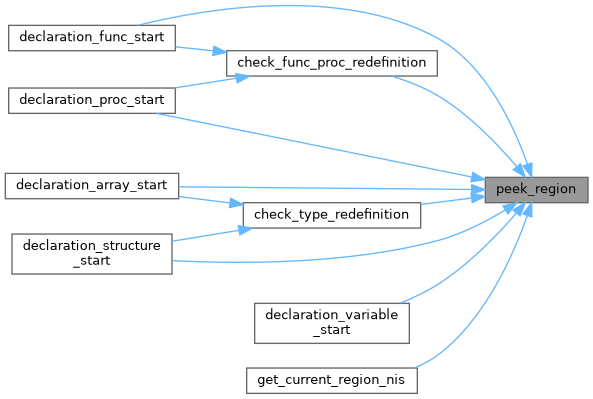 declaration_func_start
check_func_proc_redefinition
declaration_proc_start
declaration_array_start
peek_region
check_type_redefinition
declaration_structure
_start
declaration_variable
_start
get_current_region_nis